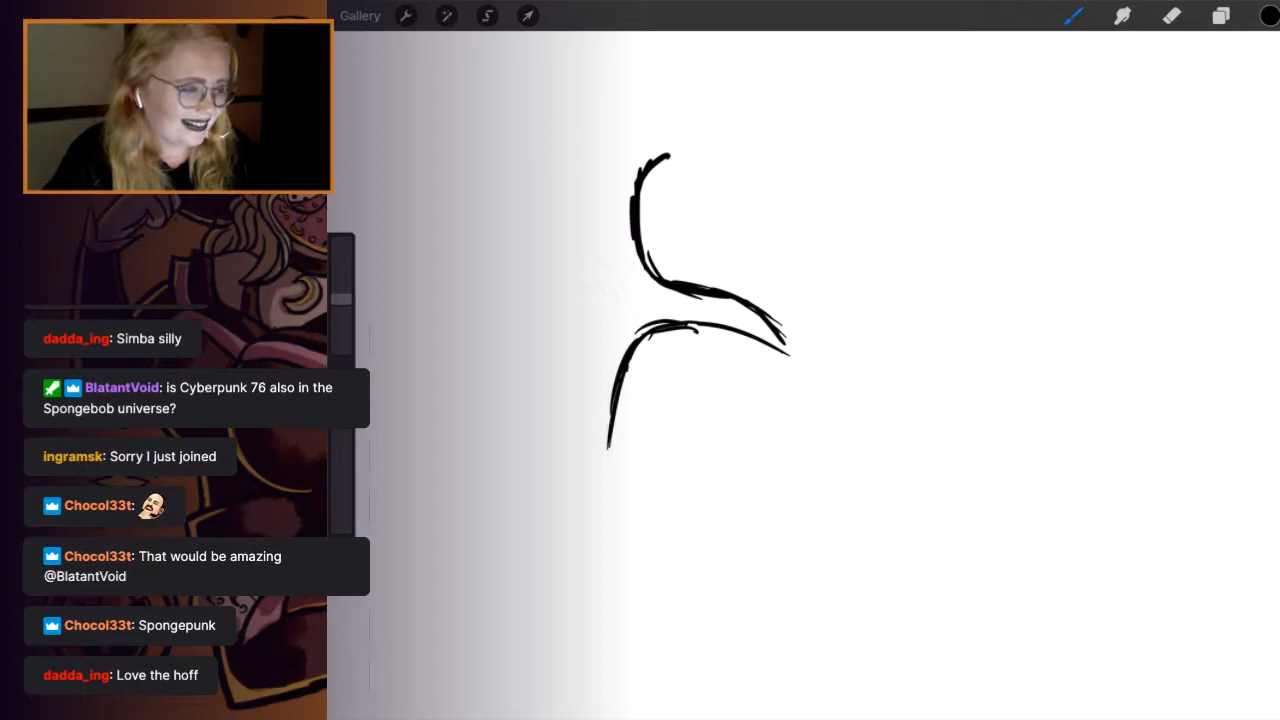 Gallery
dadda_ing: Simba silly
BlatantVoid: is Cyberpunk 76 also in the
Spongebob universe?
ingramsk: Sorry I just joined
Chocol33t:
Chocol33t: That would be amazing
@BlatantVoid
Chocol33t: Spongepunk
dadda_ing: Love the hoff